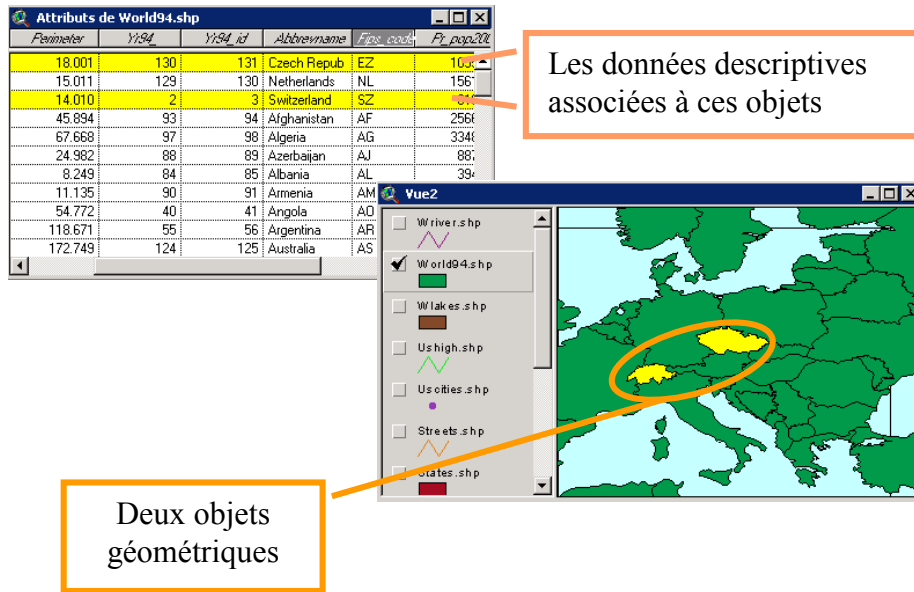 Attributs de World94.shp
Perimeter Yr94_ Yr94_id Abbrevname Fips_code
18.001 130 131 Czech Repub EZ
15.011 129 130 Netherlands NL
14.010 2 3 Switzerland SZ
45.894 93 94 Afghanistan AF
67.668 97 98 Algeria AG
24.982 88 89 Azerbaijan AJ
8.249 84 85 Albania AL
11.135 90 91 Armenia AM
54.772 40 41 Angola AO
118.671 55 56 Argentina AR
172.749 124 125 Australia AS
Les données descriptives
associées à ces objets
Vue2
Wriver.shp
World94.shp
Wlakes.shp
Ushigh.shp
Uscities.shp
Streets.shp
States.shp
Deux objets
géométriques